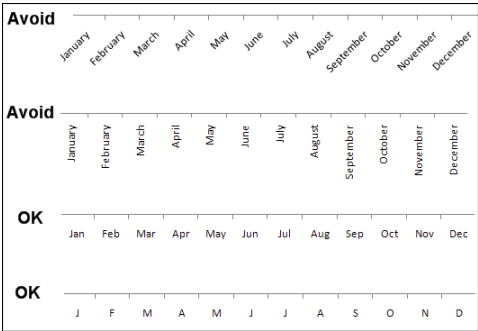 Avoid
January February March April May June July August September October November December
Avoid
January February March April May June July August September October November December
OK
Jan Feb Mar Apr May Jun Jul Aug Sep Oct Nov Dec
OK
J F M A M J J A S O N D